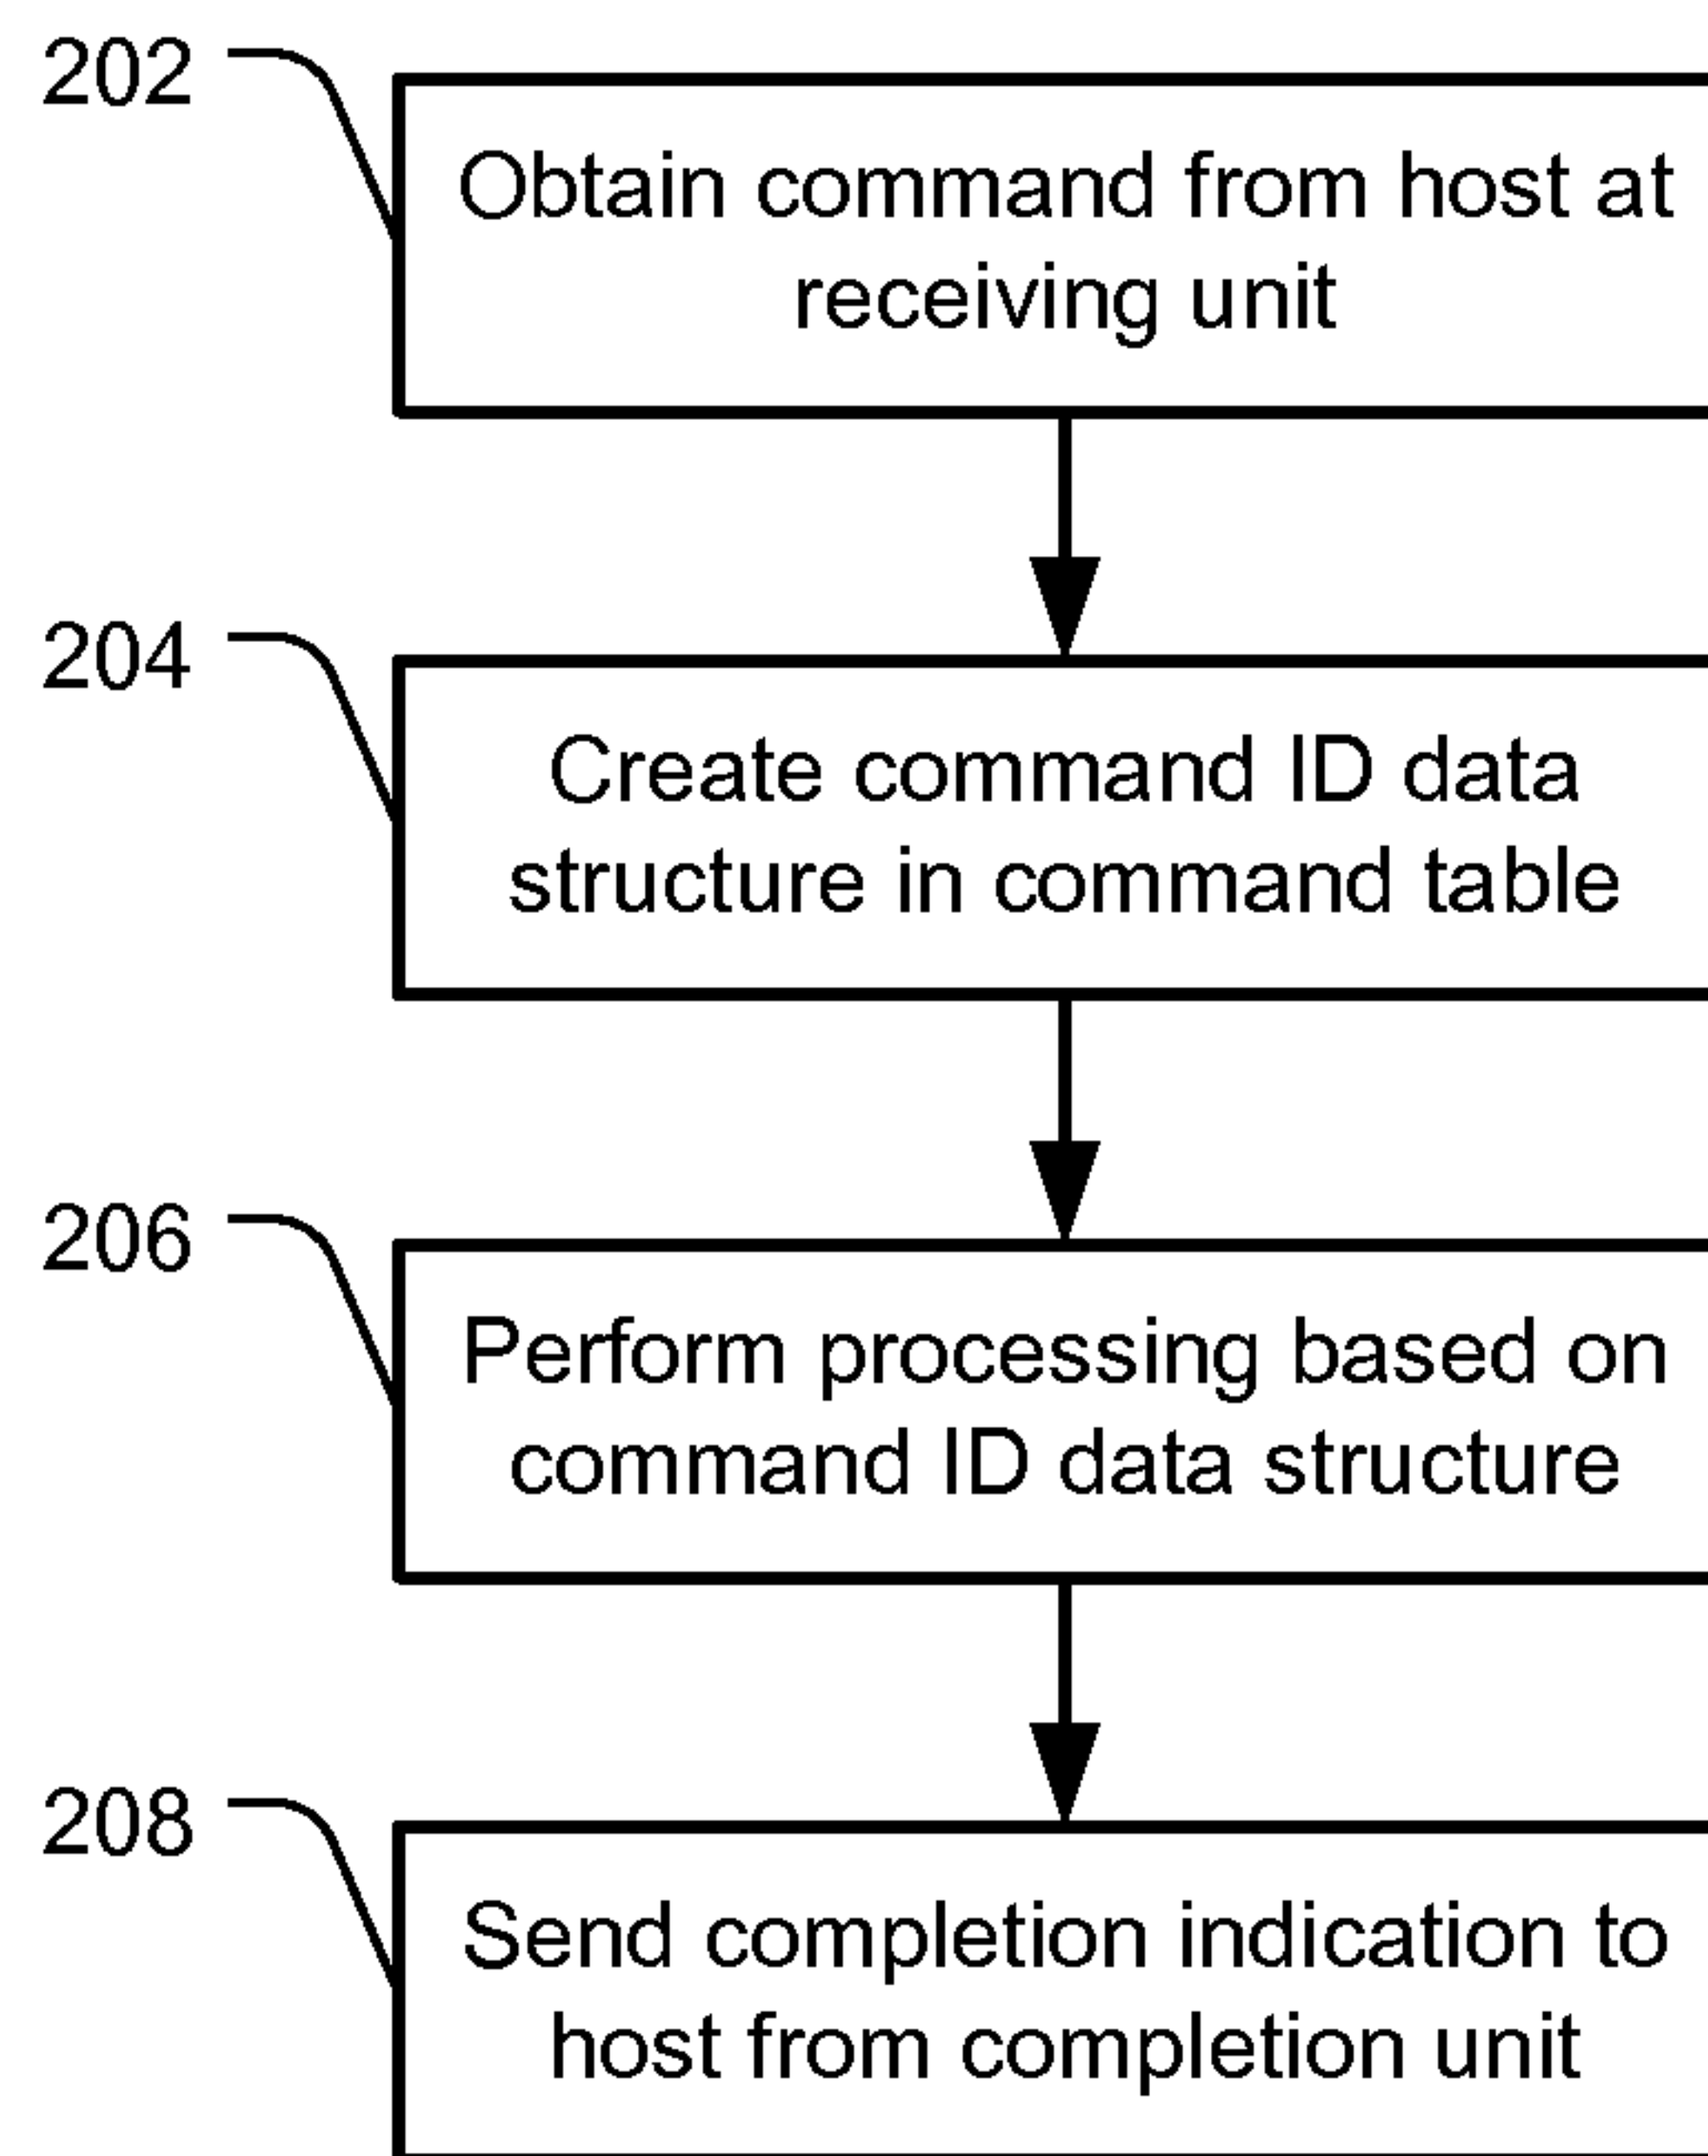 202
Obtain command from host at
receiving unit
204
Create command ID data
structure in command table
206
Perform processing based on
command ID data structure
208
Send completion indication to
host from completion unit